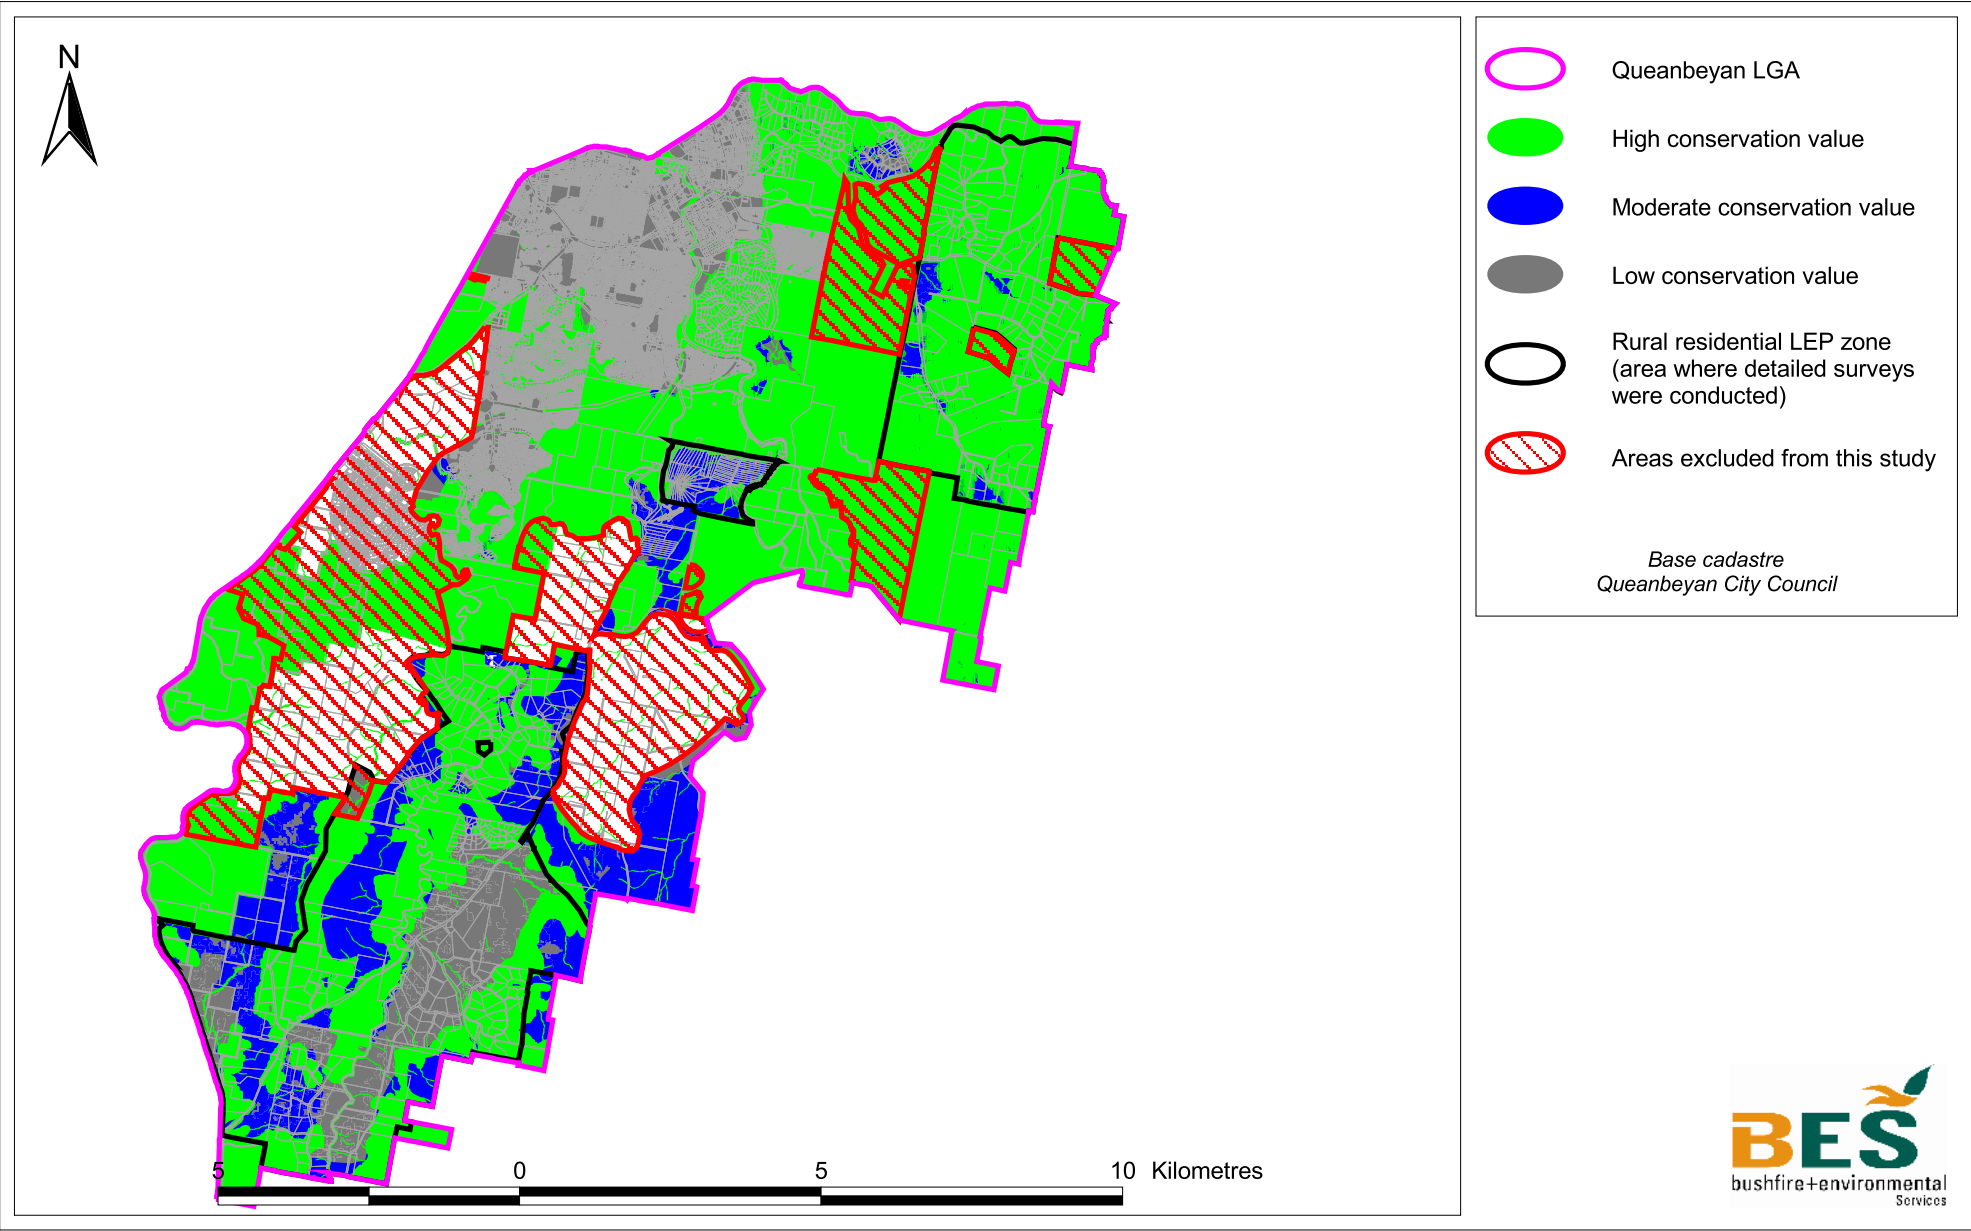 N
Queanbeyan LGA
High conservation value
Moderate conservation value
Low conservation value
Rural residential LEP zone
(area where detailed surveys
were conducted)
Areas excluded from this study
Base cadastre
Queanbeyan City Council
5 0 5 10 Kilometres
BES
bushfire+environmental
Services